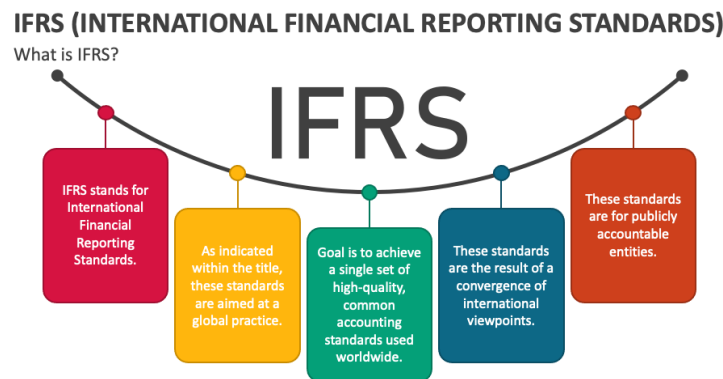 IFRS (INTERNATIONAL FINANCIAL REPORTING STANDARDS)
What is IFRS?
IFRS
IFRS stands for
International
Financial
Reporting
Standards.
As indicated
within the title,
these standards
are aimed at a
global practice.
Goal is to achieve
a single set of
high-quality,
common
accounting
standards used
worldwide.
These standards
are the result of a
convergence of
international
viewpoints.
These standards
are for publicly
accountable
entities.